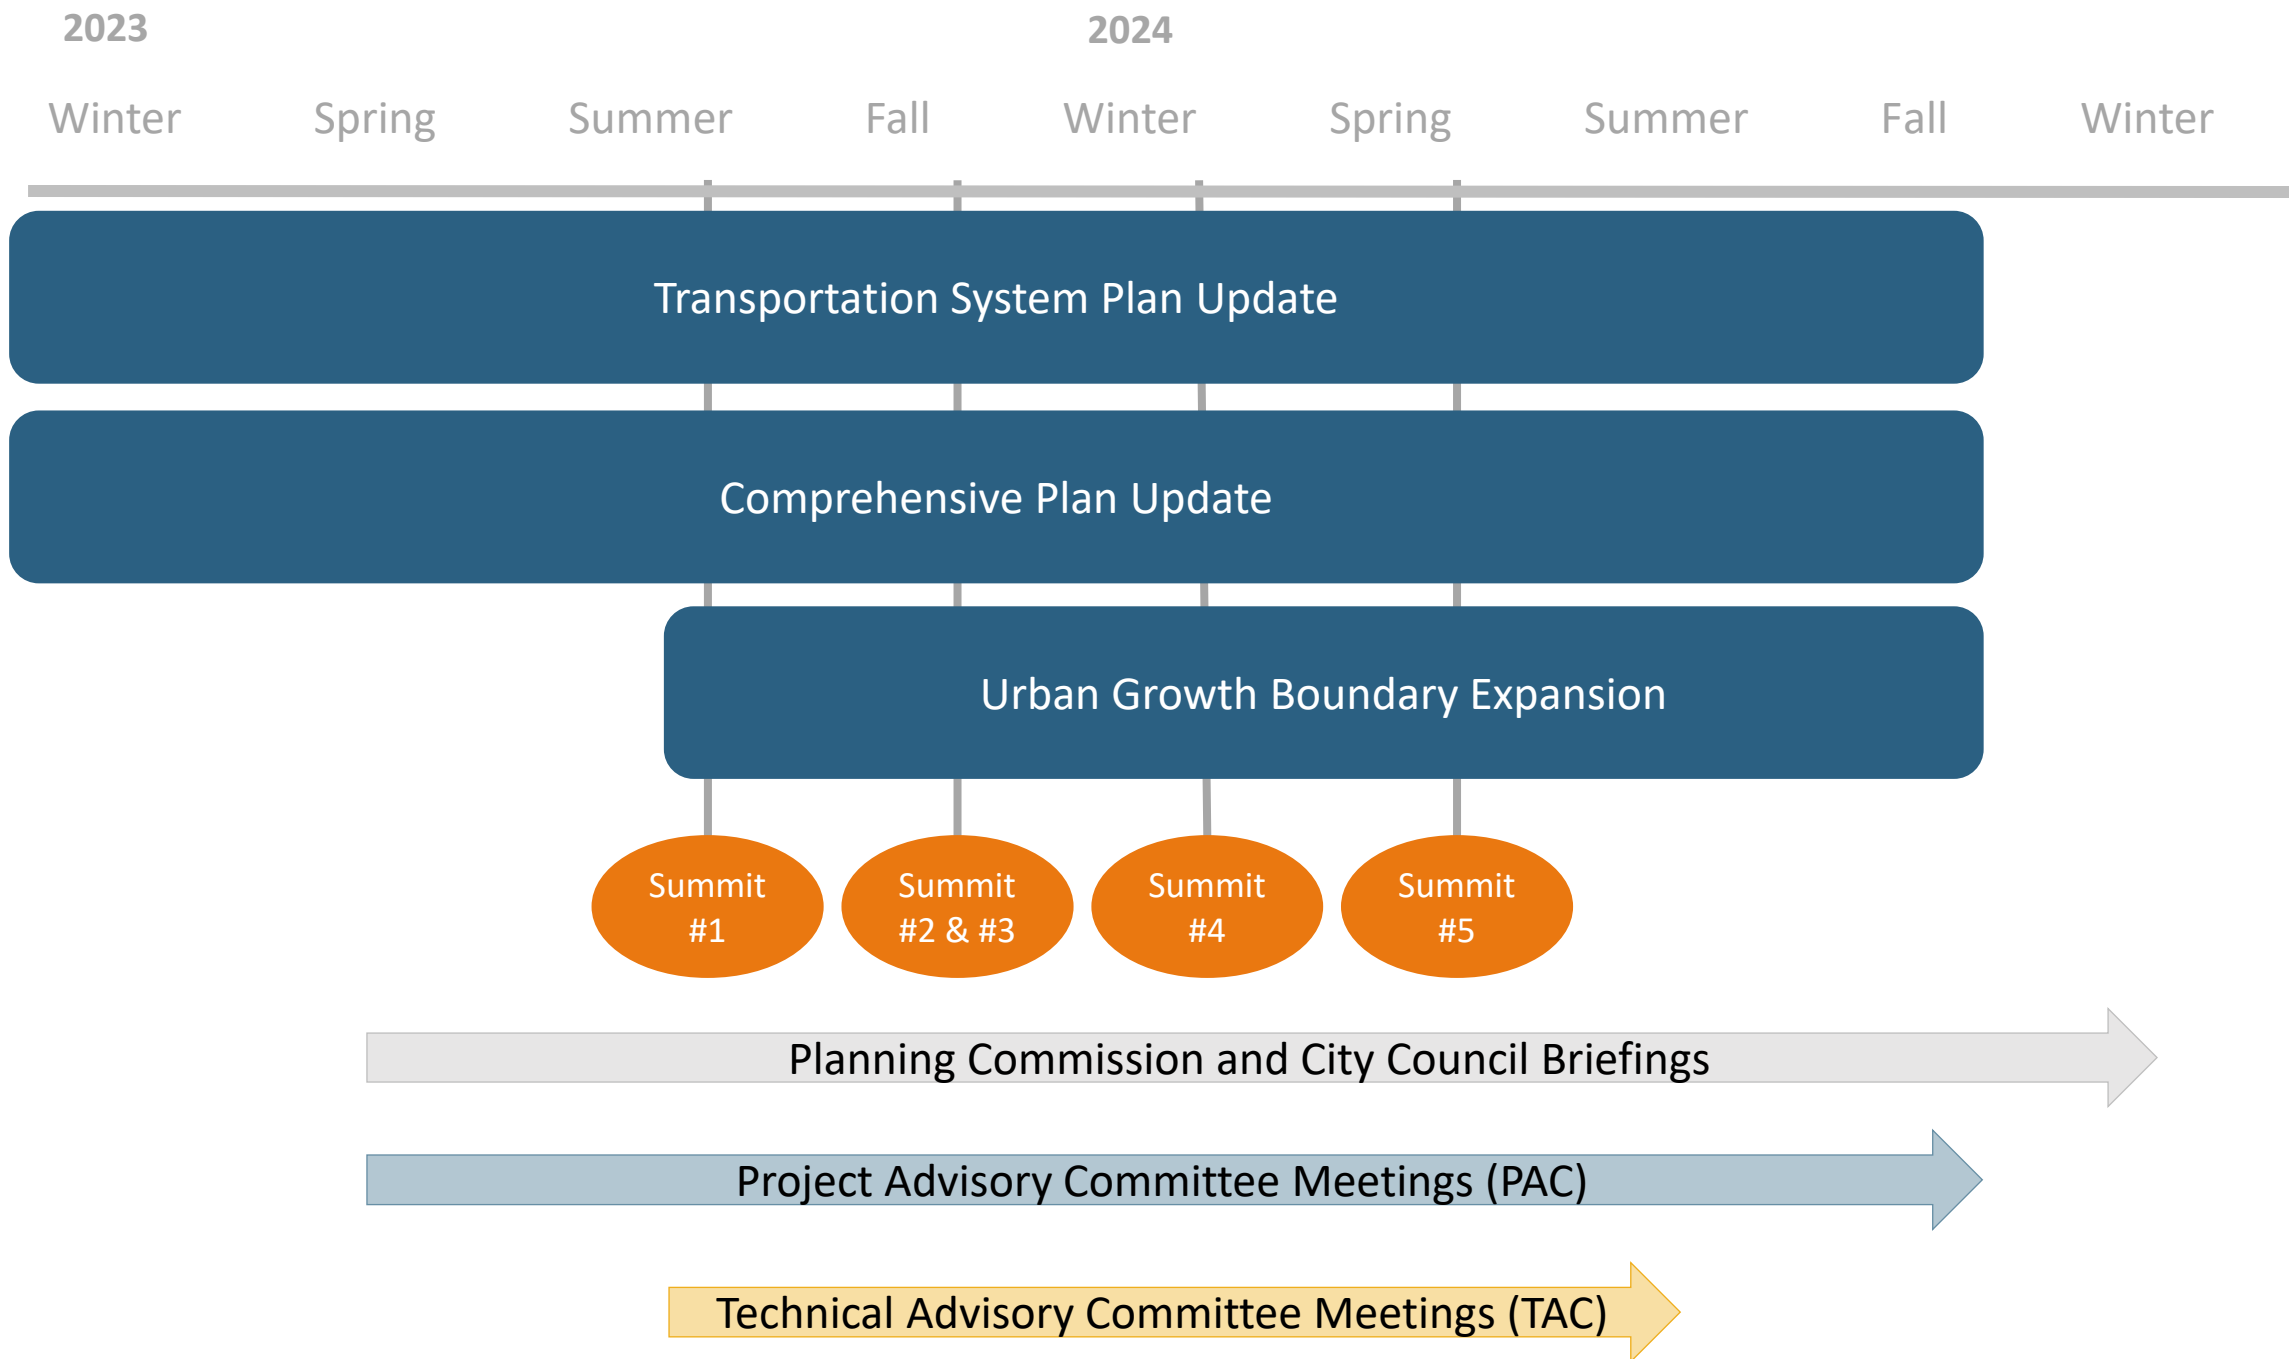 2023
2024
Winter Spring Summer Fall Winter Spring Summer Fall Winter
Transportation System Plan Update
Comprehensive Plan Update
Urban Growth Boundary Expansion
Summit
#1
Summit
#2 & #3
Summit
#4
Summit
#5
Planning Commission and City Council Briefings
Project Advisory Committee Meetings (PAC)
Technical Advisory Committee Meetings (TAC)